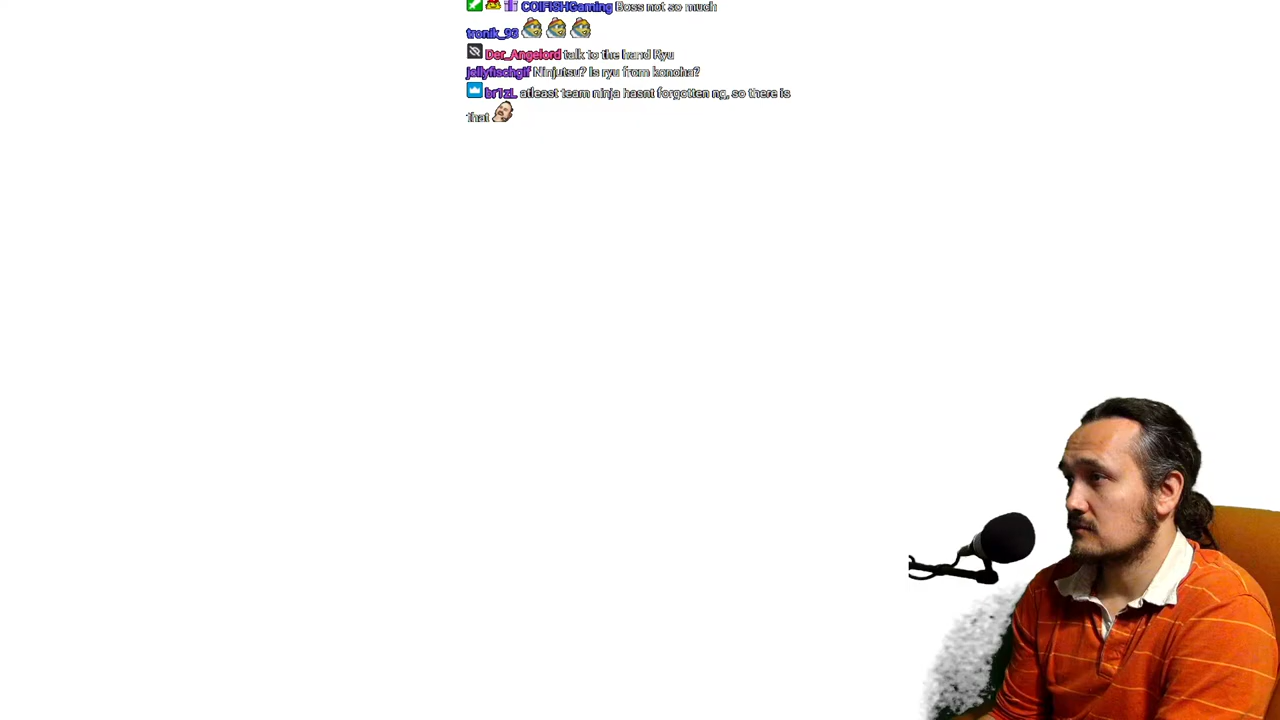 COIFISHGaming Boss not so much
tronik_93
Der_Angelord talk to the hand Ryu
jollyfischgif Ninjutsu? Is ryu from konoha?
br1zL atleast team ninja hasnt forgotten ng, so there is
that